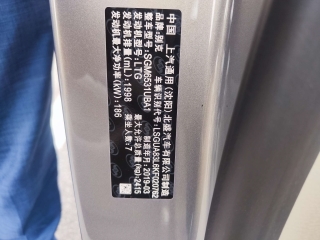 中国 上汽通用(沈阳)北盛汽车有限公司制造
品牌:别克 制造年月:2019-03
整车型号:SGM6531UBA1
车辆识别代号:LSGUA83L6KF020762
发动机型号:LTG 最大允许总质量(kg):2415
发动机排量(mL):1998 乘坐人数:7
发动机最大净功率(kW):186